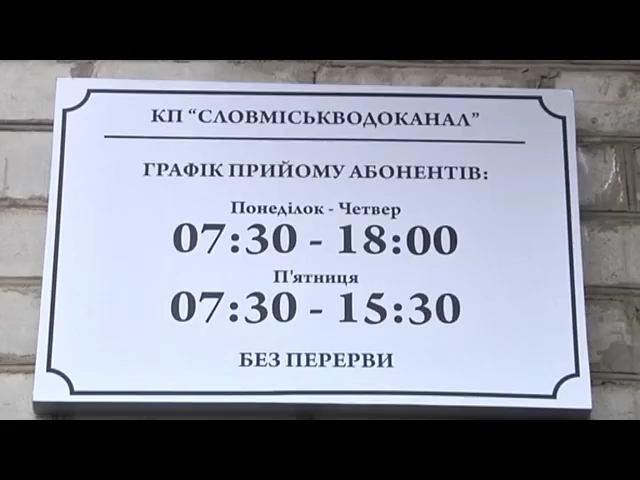 КП “СЛОВМІСЬКВОДОКАНАЛ”
ГРАФІК ПРИЙОМУ АБОНЕНТІВ:
Понеділок - Четвер
07:30 - 18:00
П'ятниця
07:30 - 15:30
БЕЗ ПЕРЕРВИ